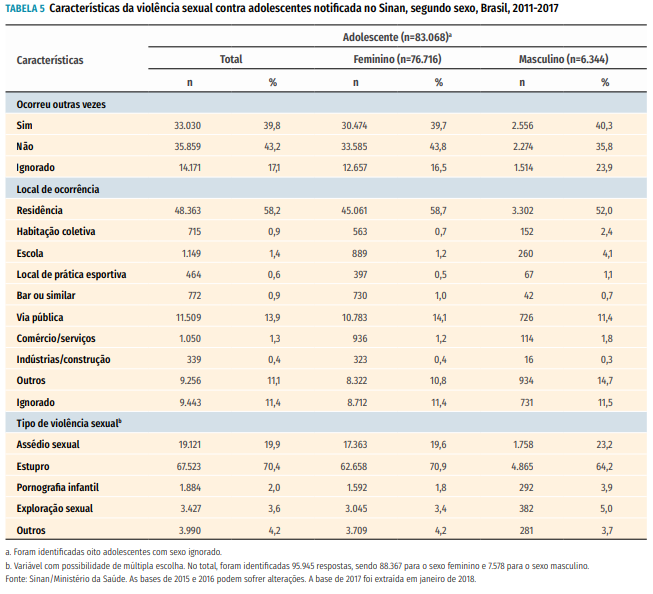 TABELA 5 Características da violência sexual contra adolescentes notificada no Sinan, segundo sexo, Brasil, 2011-2017
Características
Adolescente (n=83.068)ª
Total Feminino (n=76.716) Masculino (n=6.344)
n % n % n %
Ocorreu outras vezes
Sim 33.030 39,8 30.474 39,7 2.556 40,3
Não 35.859 43,2 33.585 43,8 2.274 35,8
Ignorado 14.171 17,1 12.657 16,5 1.514 23,9
Local de ocorrência
Residência 48.363 58,2 45.061 58,7 3.302 52,0
Habitação coletiva 715 0,9 563 0,7 152 2,4
Escola 1.149 1,4 889 1,2 260 4,1
Local de prática esportiva 464 0,6 397 0,5 67 1,1
Bar ou similar 772 0,9 730 1,0 42 0,7
Via pública 11.509 13,9 10.783 14,1 726 11,4
Comércio/serviços 1.050 1,3 936 1,2 114 1,8
Indústrias/construção 339 0,4 323 0,4 16 0,3
Outros 9.256 11,1 8.322 10,8 934 14,7
Ignorado 9.443 11,4 8.712 11,4 731 11,5
Tipo de violência sexualᵇ
Assédio sexual 19.121 19,9 17.363 19,6 1.758 23,2
Estupro 67.523 70,4 62.658 70,9 4.865 64,2
Pornografia infantil 1.884 2,0 1.592 1,8 292 3,9
Exploração sexual 3.427 3,6 3.045 3,4 382 5,0
Outros 3.990 4,2 3.709 4,2 281 3,7
a. Foram identificadas oito adolescentes com sexo ignorado.
b. Variável com possibilidade de múltipla escolha. No total, foram identificadas 95.945 respostas, sendo 88.367 para o sexo feminino e 7.578 para o sexo masculino.
Fonte: Sinan/Ministério da Saúde. As bases de 2015 e 2016 podem sofrer alterações. A base de 2017 foi extraída em janeiro de 2018.